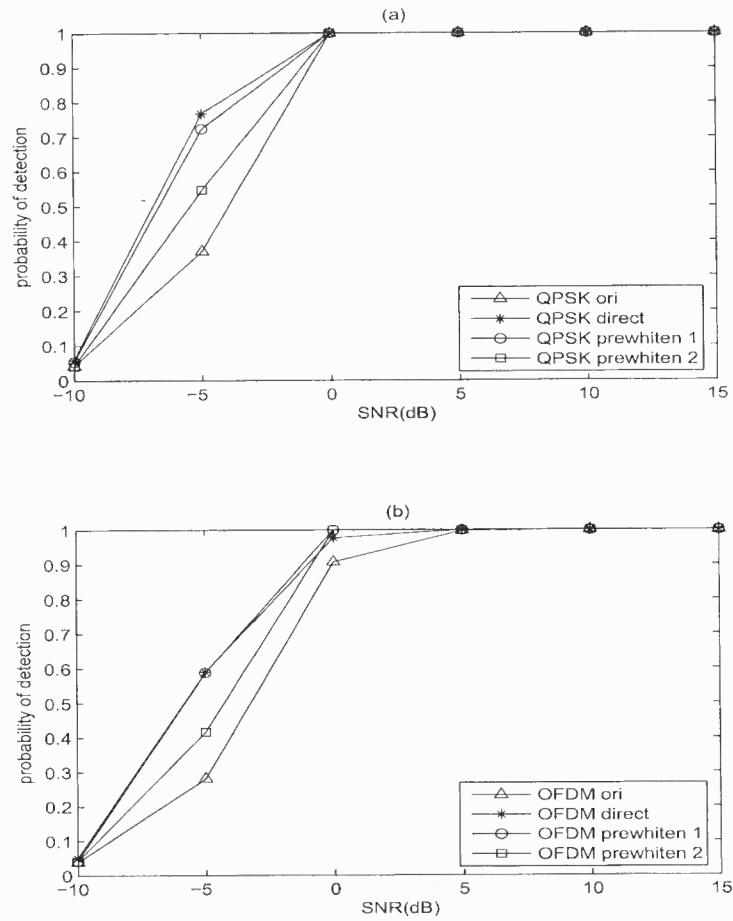 (a)
probability of detection
1
0.9
0.8
0.7
0.6
0.5
0.4
0.3
0.2
0.1
0
QPSK ori
QPSK direct
QPSK prewhiten 1
QPSK prewhiten 2
−10 −5 0 5 10 15
SNR(dB)
(b)
probability of detection
1
0.9
0.8
0.7
0.6
0.5
0.4
0.3
0.2
0.1
0
OFDM ori
OFDM direct
OFDM prewhiten 1
OFDM prewhiten 2
−10 −5 0 5 10 15
SNR(dB)